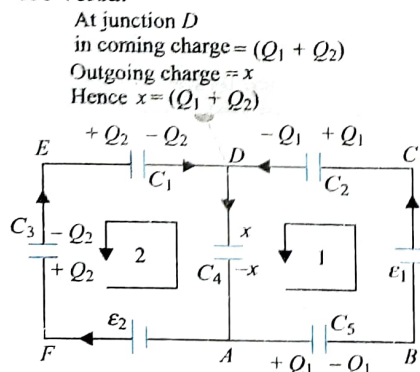 At junction D
in coming charge = (Q₁ + Q₂)
Outgoing charge = x
Hence x = (Q₁ + Q₂)
+ Q₂ − Q₂ − Q₁ + Q₁
E D C
C₁ C₂
C₃ − Q₂ x
+ Q₂ 2 C₄ −x 1 ε₁
ε₂ C₅
F A B
+ Q₁ − Q₁